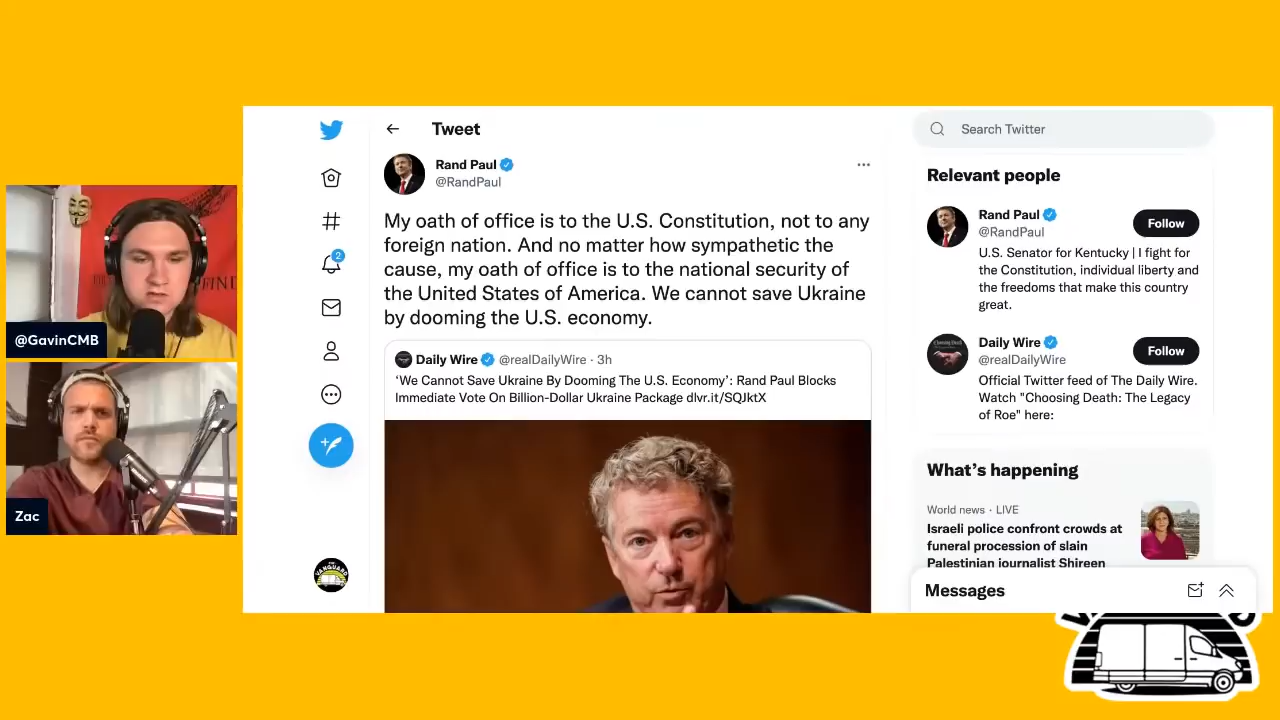 @GavinCMB
Zac
Tweet
Rand Paul
@RandPaul
My oath of office is to the U.S. Constitution, not to any
foreign nation. And no matter how sympathetic the
cause, my oath of office is to the national security of
the United States of America. We cannot save Ukraine
by dooming the U.S. economy.
Daily Wire @realDailyWire · 3h
‘We Cannot Save Ukraine By Dooming The U.S. Economy’: Rand Paul Blocks
Immediate Vote On Billion-Dollar Ukraine Package dlvr.it/SQJktX
2
VANGUARD
Search Twitter
Relevant people
Rand Paul
@RandPaul
Follow
U.S. Senator for Kentucky | I fight for
the Constitution, individual liberty and
the freedoms that make this country
great.
Daily Wire
@realDailyWire
Follow
Official Twitter feed of The Daily Wire.
Watch "Choosing Death: The Legacy
of Roe" here:
What’s happening
World news · LIVE
Israeli police confront crowds at
funeral procession of slain
Palestinian journalist Shireen
Messages